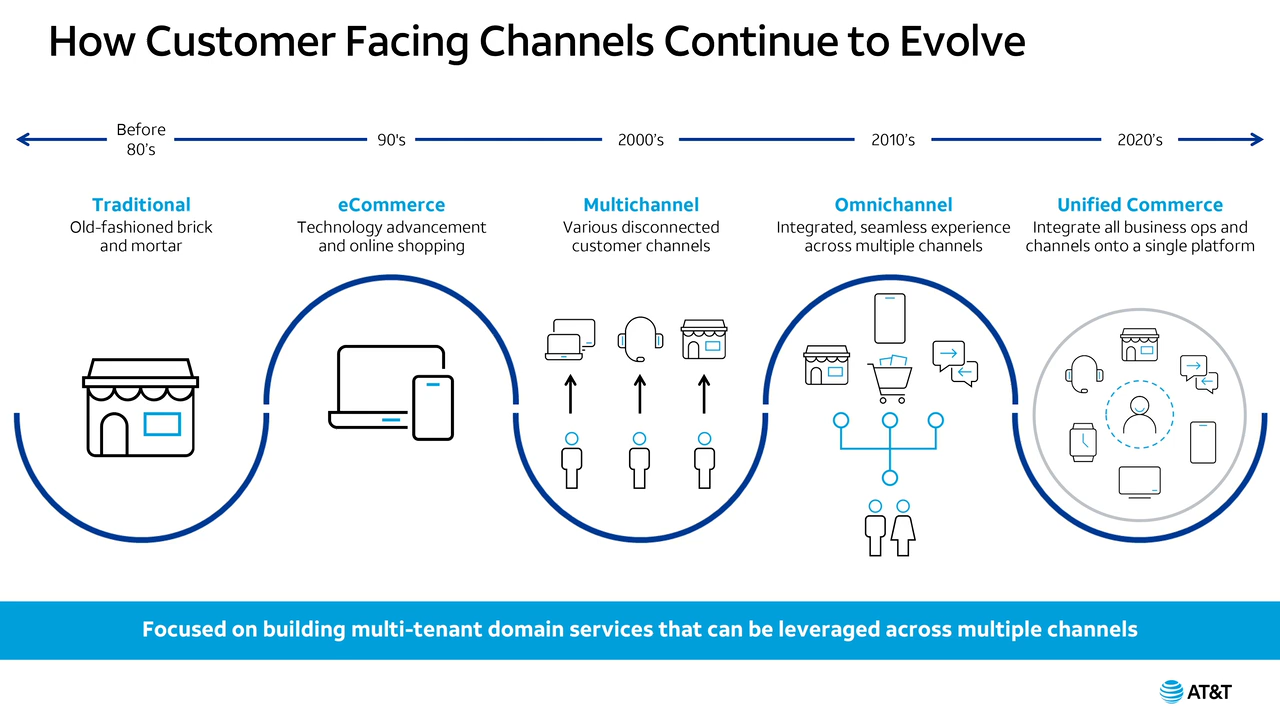 How Customer Facing Channels Continue to Evolve
Before
80’s
90's
2000’s
2010’s
2020’s
Traditional
Old-fashioned brick
and mortar
eCommerce
Technology advancement
and online shopping
Multichannel
Various disconnected
customer channels
Omnichannel
Integrated, seamless experience
across multiple channels
Unified Commerce
Integrate all business ops and
channels onto a single platform
Focused on building multi-tenant domain services that can be leveraged across multiple channels
AT&T